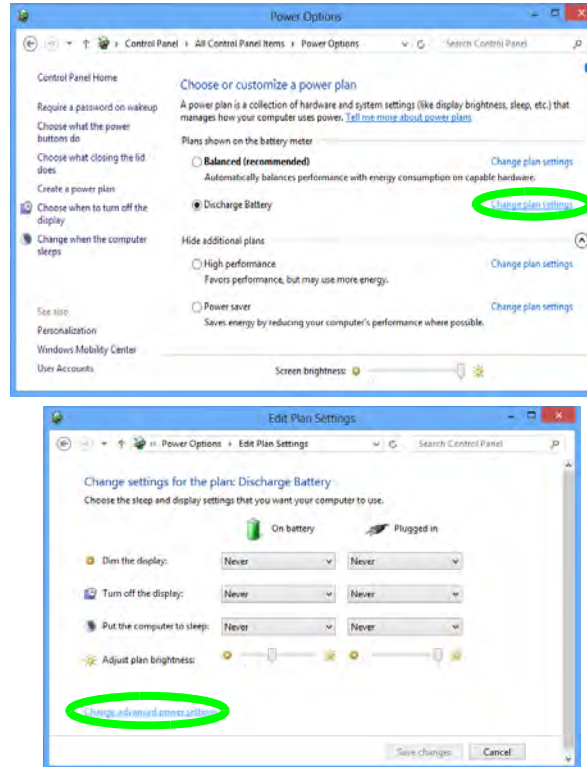 Power Options
Control Panel ▸ All Control Panel Items ▸ Power Options
Search Control Panel
Control Panel Home
Require a password on wakeup
Choose what the power
buttons do
Choose what closing the lid
does
Create a power plan
Choose when to turn off the
display
Change when the computer
sleeps
See also
Personalization
Windows Mobility Center
User Accounts
Choose or customize a power plan
A power plan is a collection of hardware and system settings (like display brightness, sleep, etc.) that
manages how your computer uses power. Tell me more about power plans
Plans shown on the battery meter
Balanced (recommended) Change plan settings
Automatically balances performance with energy consumption on capable hardware.
Discharge Battery Change plan settings
Hide additional plans
High performance Change plan settings
Favors performance, but may use more energy.
Power saver Change plan settings
Saves energy by reducing your computer's performance where possible.
Screen brightness:
Edit Plan Settings
« Power Options ▸ Edit Plan Settings
Search Control Panel
Change settings for the plan: Discharge Battery
Choose the sleep and display settings that you want your computer to use.
On battery Plugged in
Dim the display: Never Never
Turn off the display: Never Never
Put the computer to sleep: Never Never
Adjust plan brightness:
Change advanced power settings
Save changes Cancel